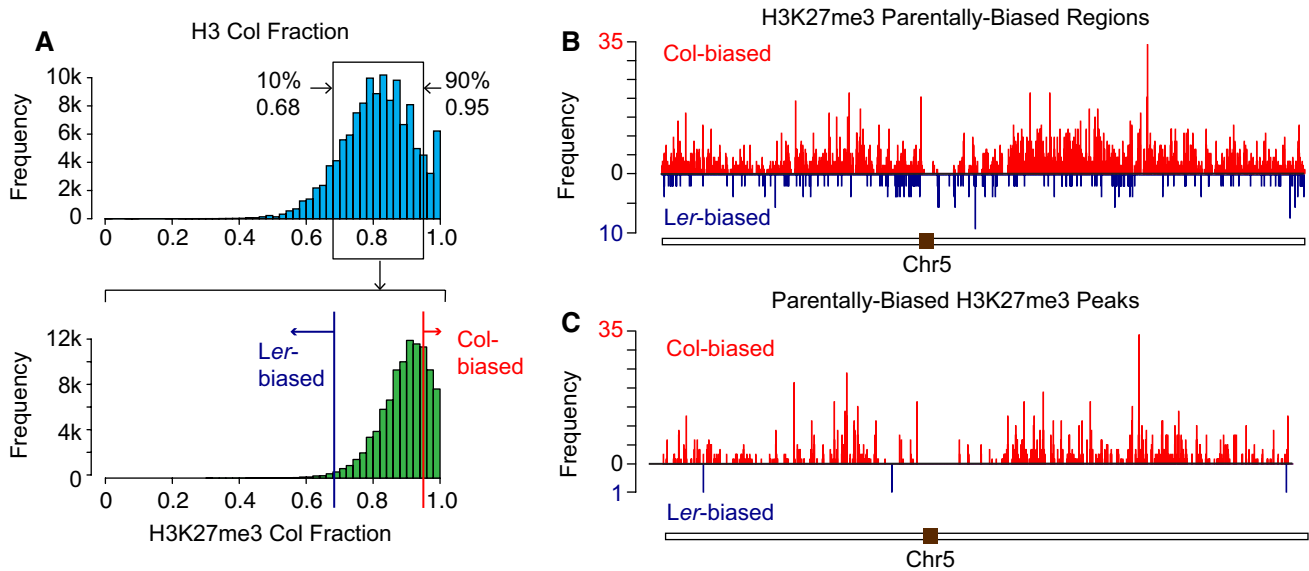 A
H3 Col Fraction
Frequency
10k
8k
6k
4k
2k
0
10%
0.68
90%
0.95
0 0.2 0.4 0.6 0.8 1.0
Frequency
12k
8k
4k
0
Ler-
biased
Col-
biased
0 0.2 0.4 0.6 0.8 1.0
H3K27me3 Col Fraction
B
H3K27me3 Parentally-Biased Regions
Frequency
35
0
10
Col-biased
Ler-biased
Chr5
C
Parentally-Biased H3K27me3 Peaks
Frequency
35
0
1
Col-biased
Ler-biased
Chr5